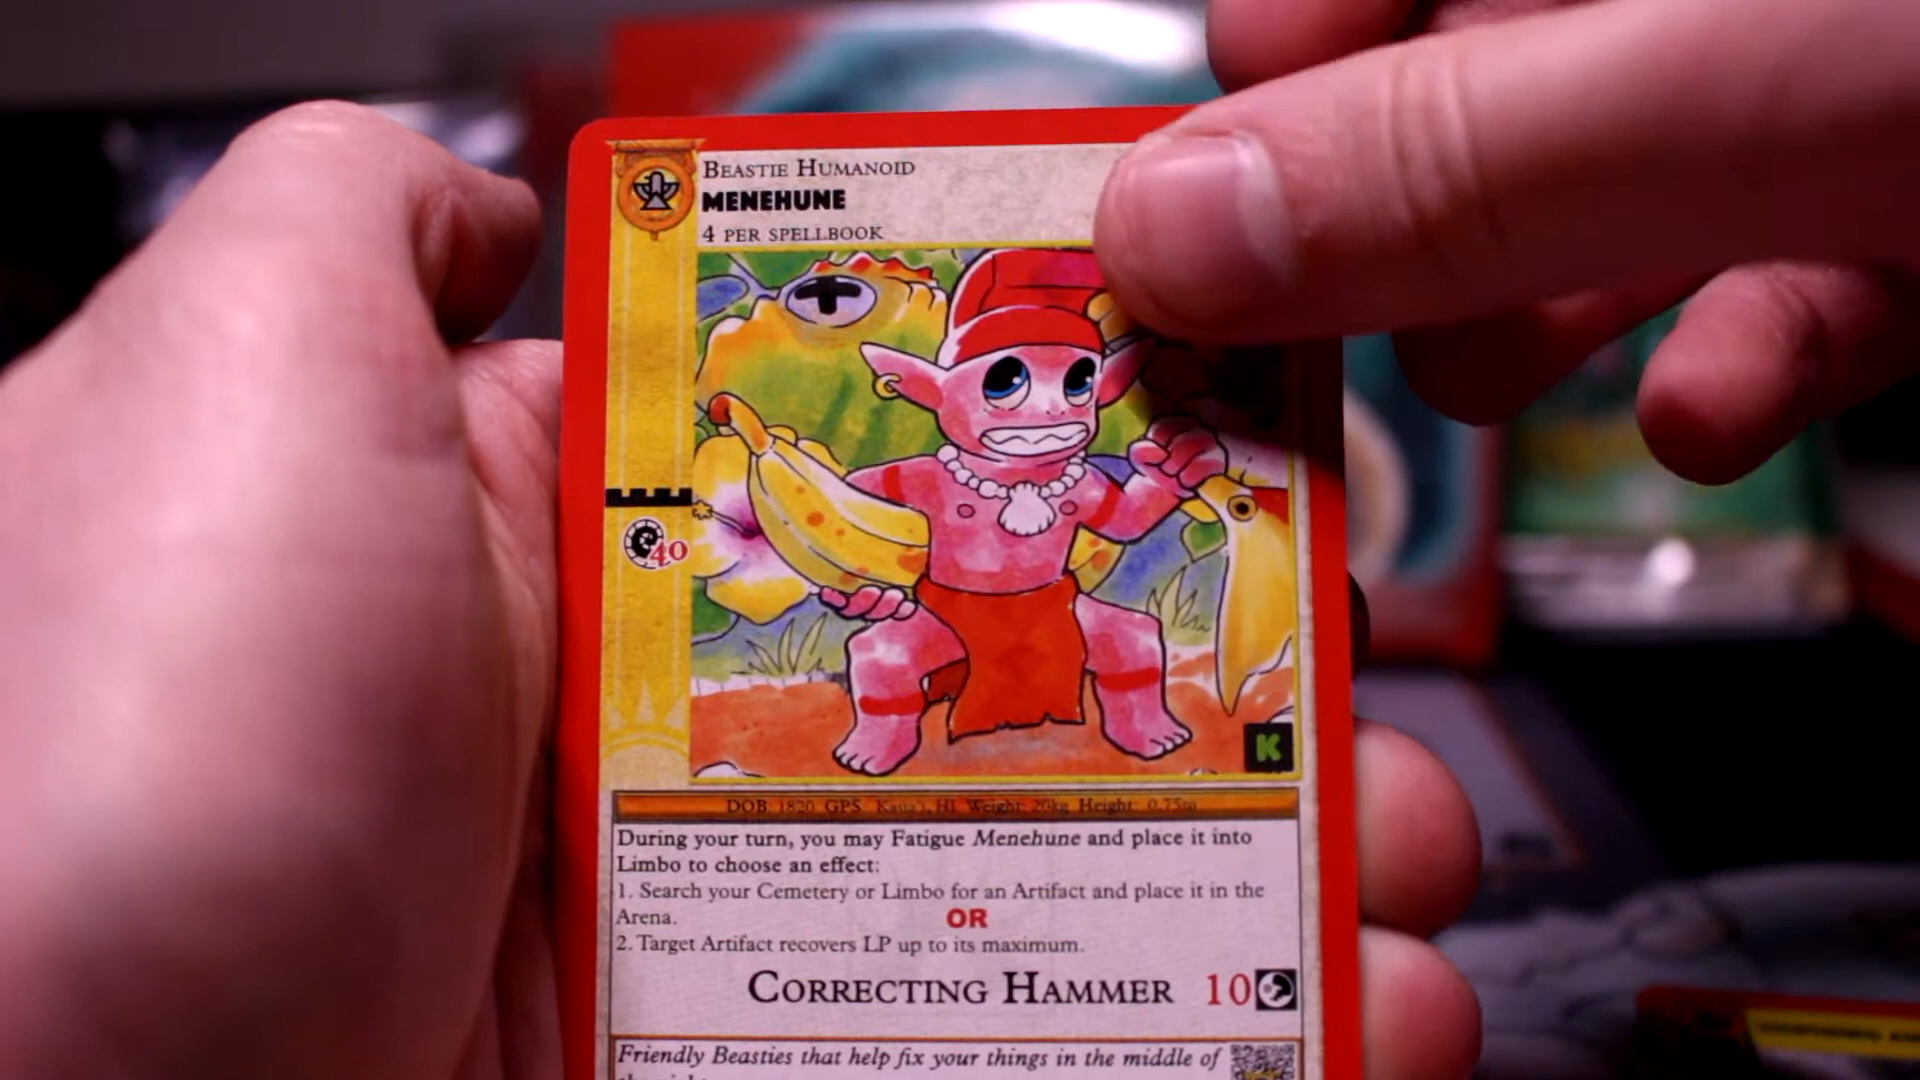 BEASTIE HUMANOID
MENEHUNE
4 PER SPELLBOOK
40
K
DOB: 1820 GPS: Kaua'i, HI Weight: 20kg Height: 0.75m
During your turn, you may Fatigue Menehune and place it into
Limbo to choose an effect:
1. Search your Cemetery or Limbo for an Artifact and place it in the
Arena.
OR
2. Target Artifact recovers LP up to its maximum.
CORRECTING HAMMER 10
Friendly Beasties that help fix your things in the middle of